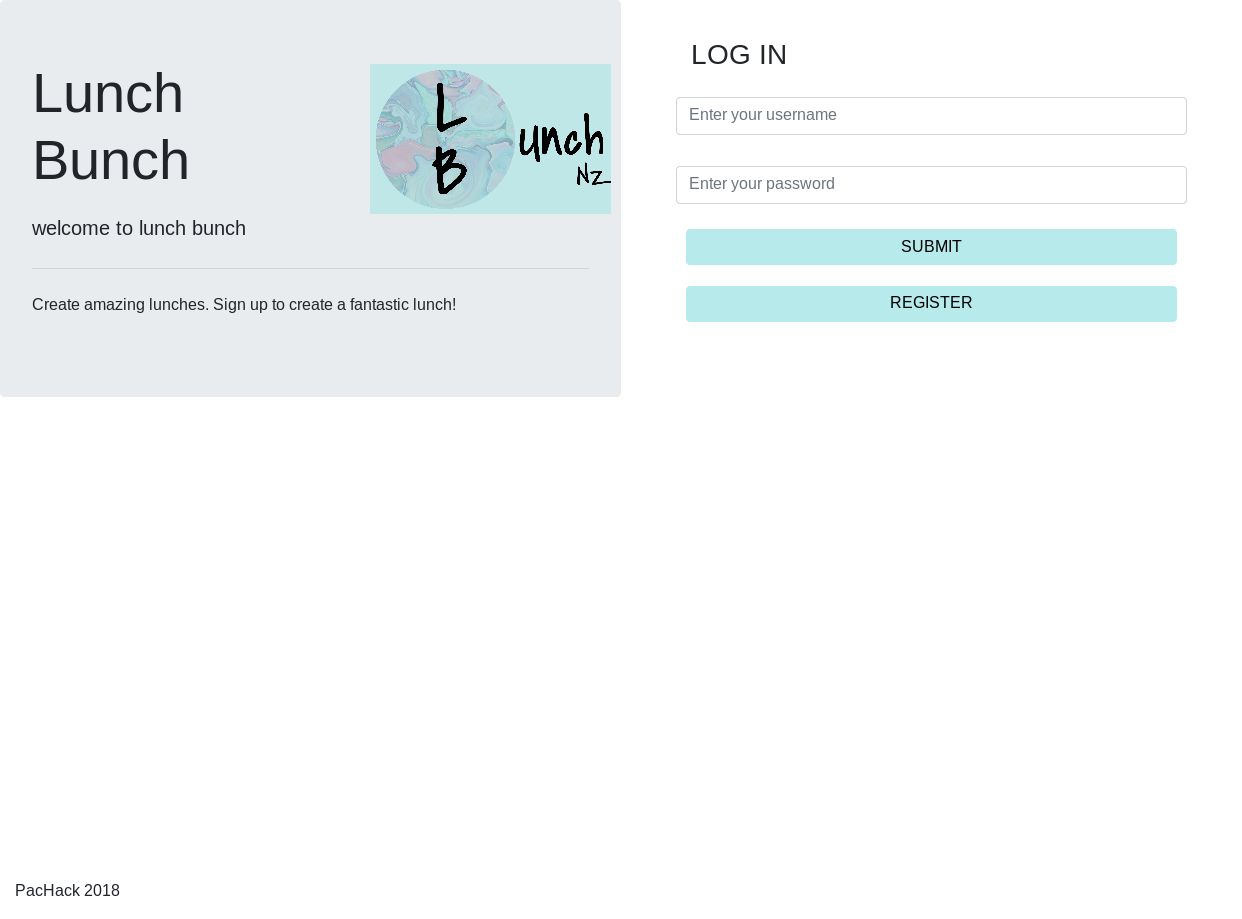 Lunch
Bunch
L
B
unch
NZ
welcome to lunch bunch
Create amazing lunches. Sign up to create a fantastic lunch!
LOG IN
Enter your username
Enter your password
SUBMIT
REGISTER
PacHack 2018